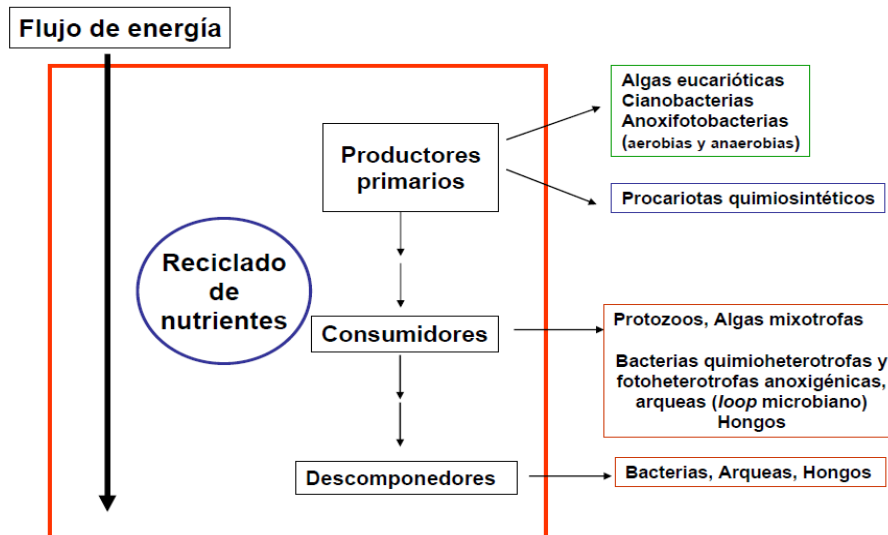 Flujo de energía
Algas eucarióticas
Cianobacterias
Anoxifotobacterias
(aerobias y anaerobias)
Productores
primarios
Procariotas quimiosintéticos
Reciclado
de
nutrientes
Consumidores
Protozoos, Algas mixotrofas
Bacterias quimioheterotrofas y
fotoheterotrofas anoxigénicas,
arqueas (loop microbiano)
Hongos
Descomponedores
Bacterias, Arqueas, Hongos